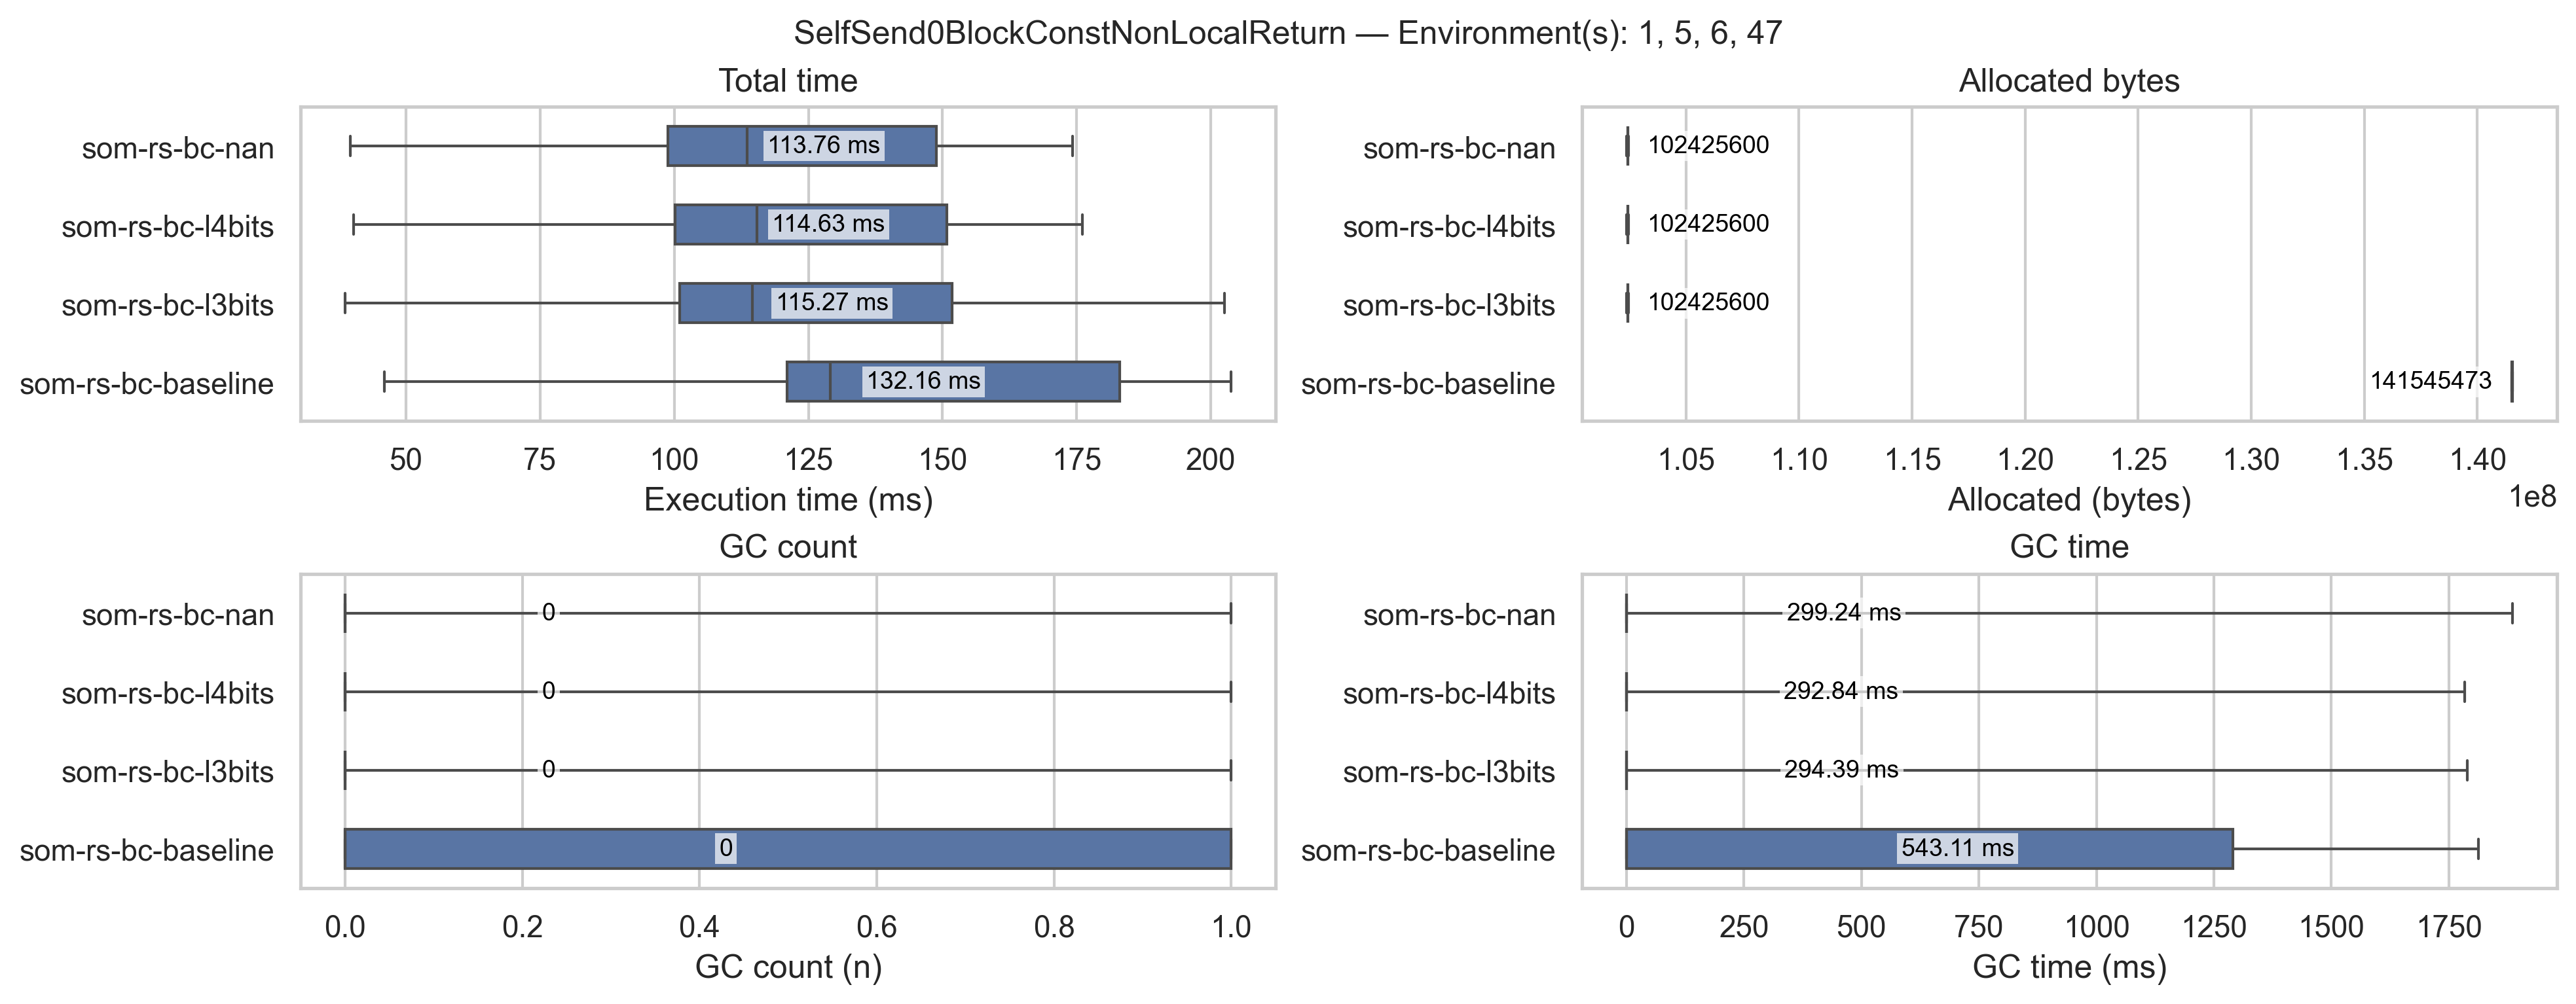 SelfSend0BlockConstNonLocalReturn — Environment(s): 1, 5, 6, 47
Total time
som-rs-bc-nan
113.76 ms
som-rs-bc-l4bits
114.63 ms
som-rs-bc-l3bits
115.27 ms
som-rs-bc-baseline
132.16 ms
50 75 100 125 150 175 200
Execution time (ms)
Allocated bytes
som-rs-bc-nan
102425600
som-rs-bc-l4bits
102425600
som-rs-bc-l3bits
102425600
som-rs-bc-baseline
141545473
1.05 1.10 1.15 1.20 1.25 1.30 1.35 1.40
1e8
Allocated (bytes)
GC count
som-rs-bc-nan
0
som-rs-bc-l4bits
0
som-rs-bc-l3bits
0
som-rs-bc-baseline
0
0.0 0.2 0.4 0.6 0.8 1.0
GC count (n)
GC time
som-rs-bc-nan
299.24 ms
som-rs-bc-l4bits
292.84 ms
som-rs-bc-l3bits
294.39 ms
som-rs-bc-baseline
543.11 ms
0 250 500 750 1000 1250 1500 1750
GC time (ms)